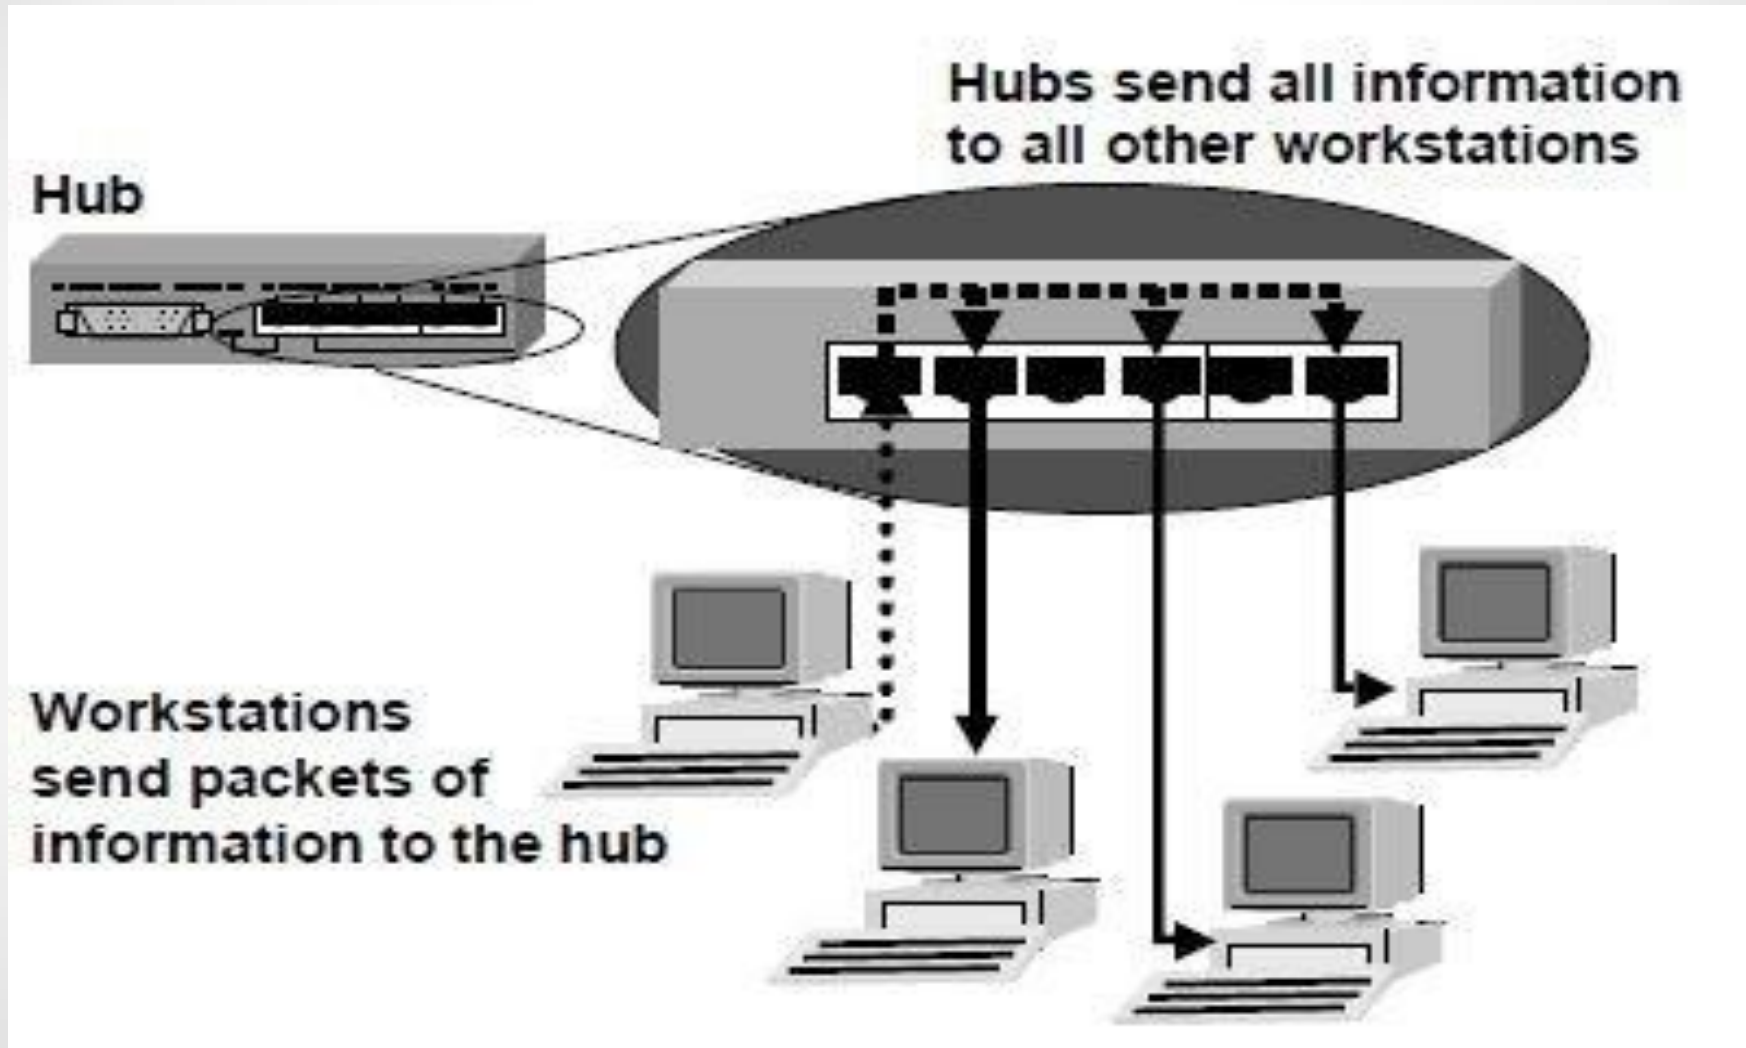 Hubs send all information
to all other workstations
Hub
Workstations
send packets of
information to the hub